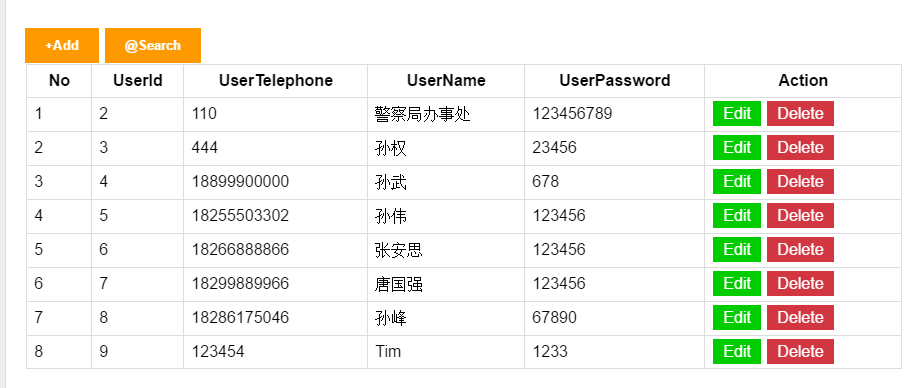 +Add @Search
No UserId UserTelephone UserName UserPassword Action
1 2 110 警察局办事处 123456789 Edit Delete
2 3 444 孙权 23456 Edit Delete
3 4 18899900000 孙武 678 Edit Delete
4 5 18255503302 孙伟 123456 Edit Delete
5 6 18266888866 张安思 123456 Edit Delete
6 7 18299889966 唐国强 123456 Edit Delete
7 8 18286175046 孙峰 67890 Edit Delete
8 9 123454 Tim 1233 Edit Delete